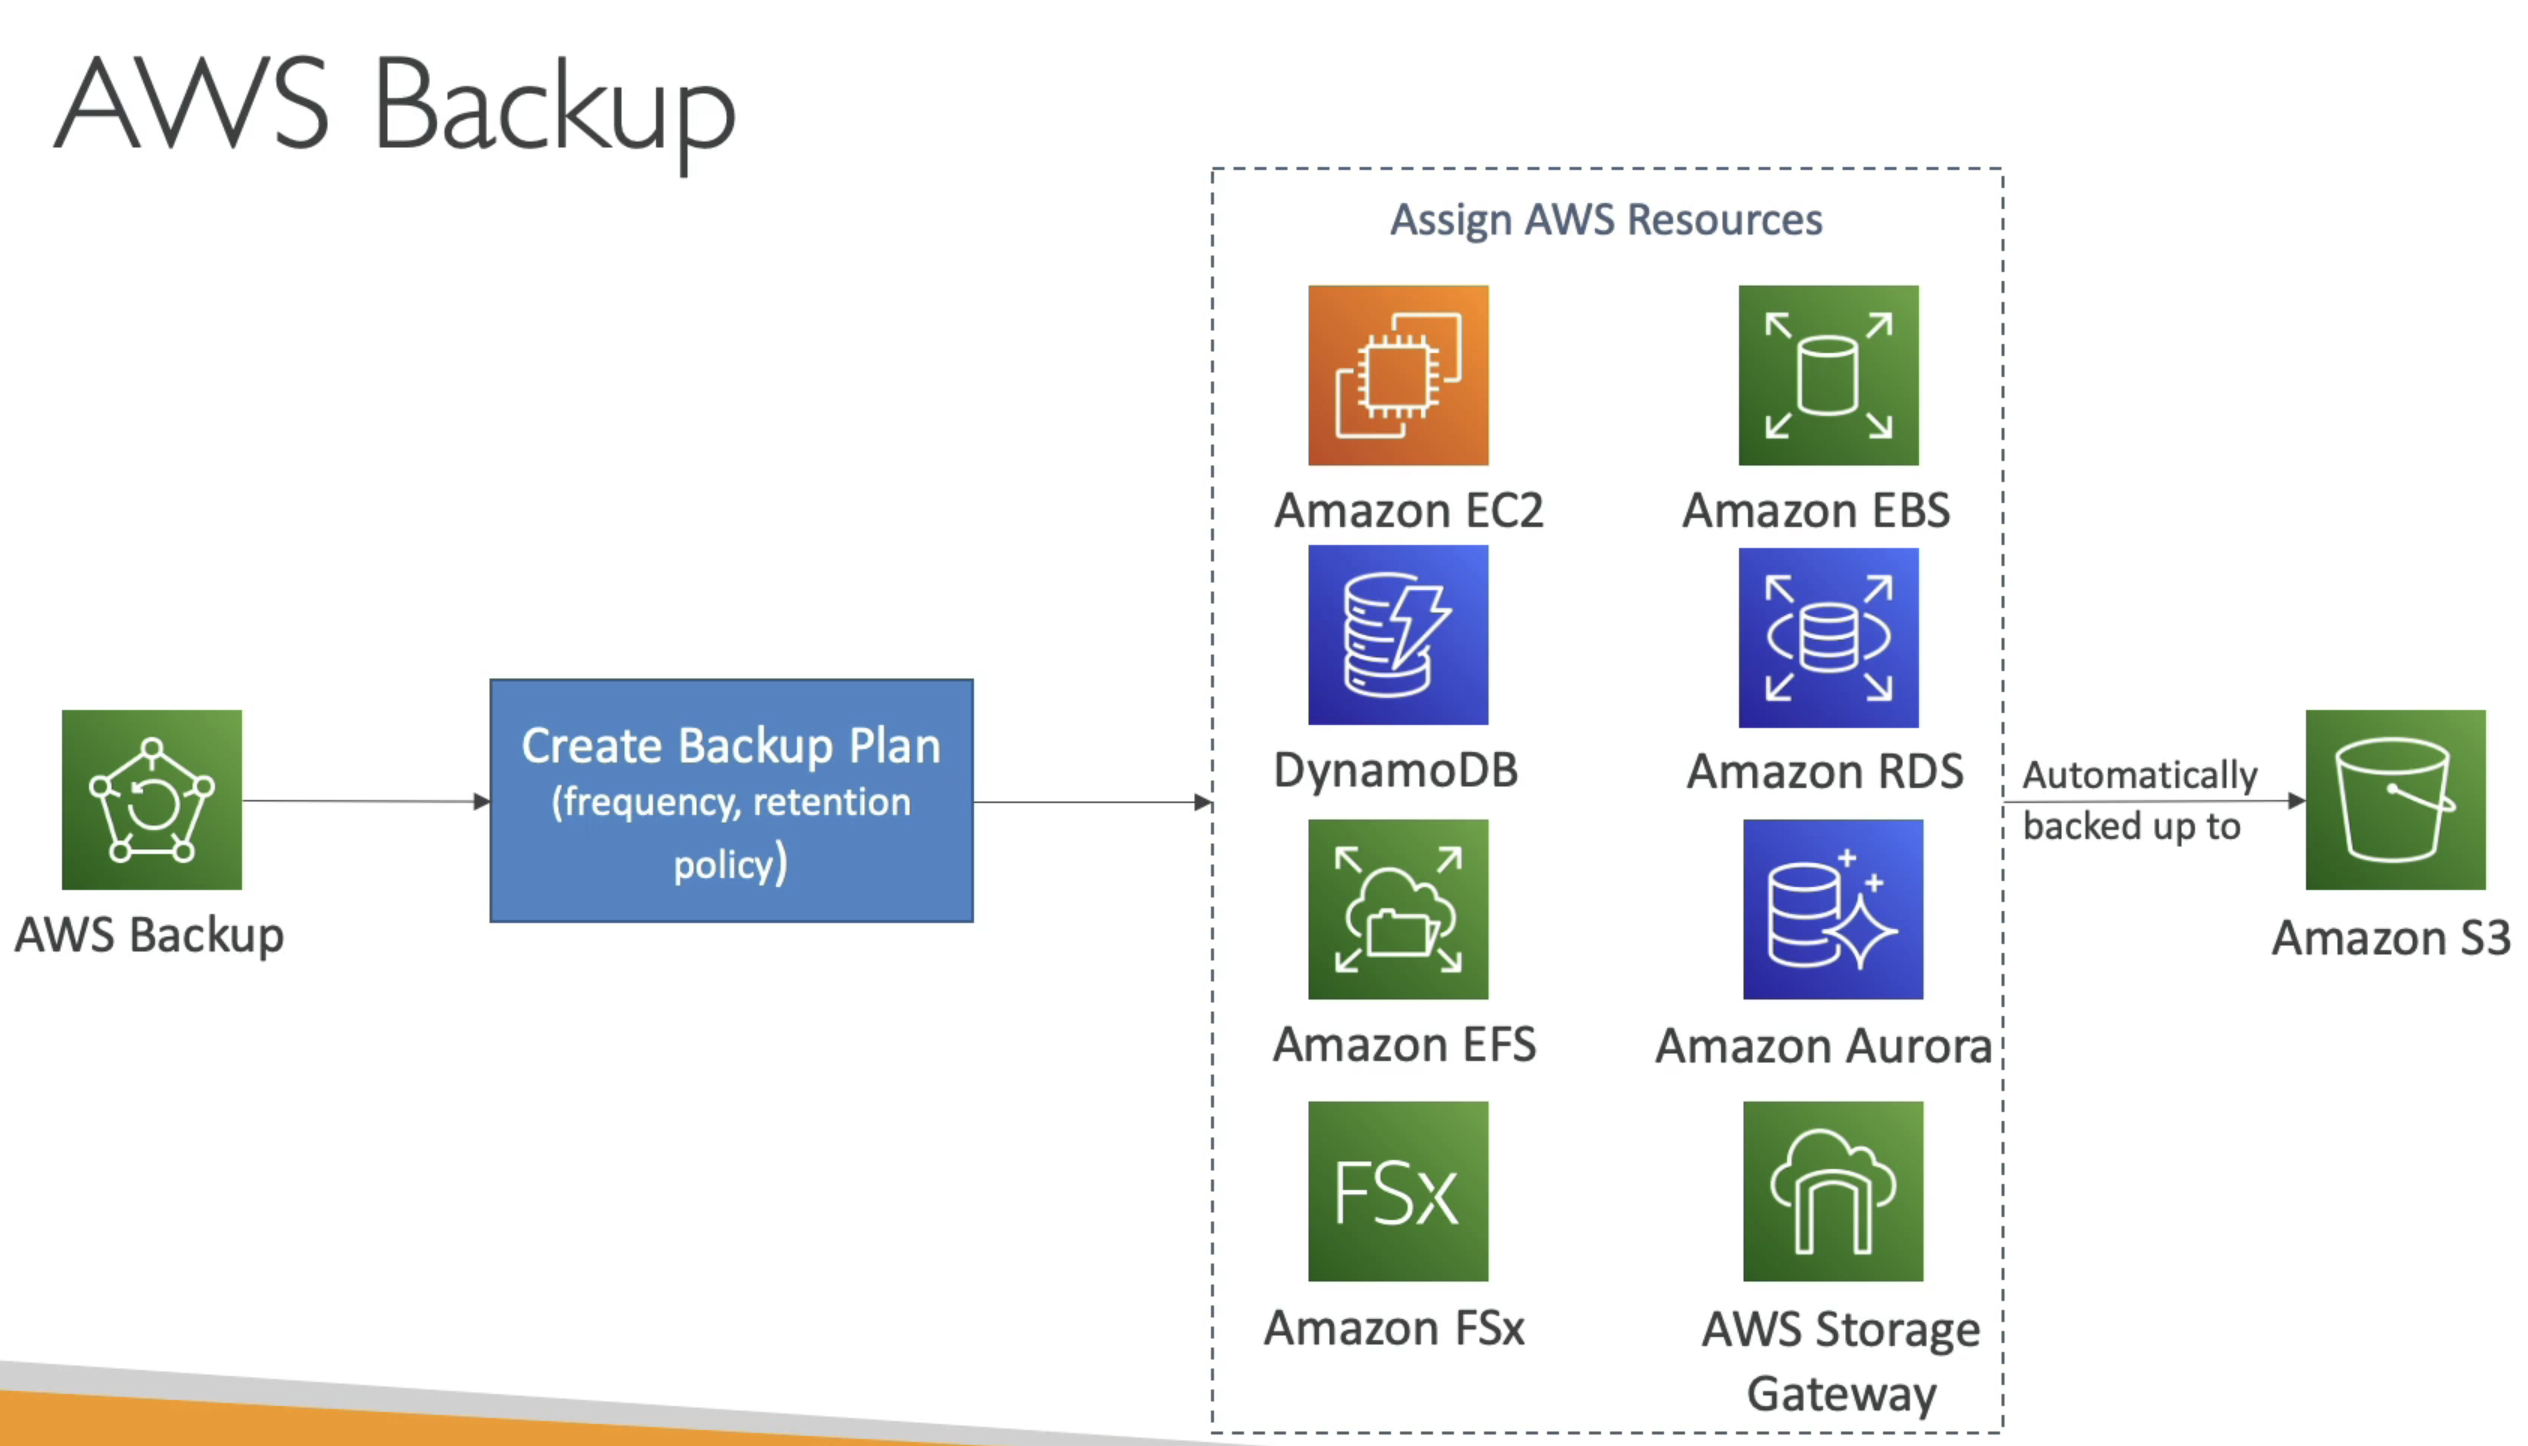 AWS Backup
AWS Backup
Create Backup Plan
(frequency, retention
policy)
Assign AWS Resources
Amazon EC2
Amazon EBS
DynamoDB
Amazon RDS
Amazon EFS
Amazon Aurora
FSx
Amazon FSx
AWS Storage
Gateway
Automatically
backed up to
Amazon S3